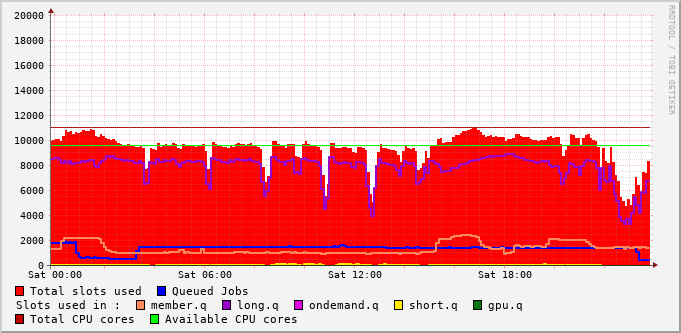 20000
18000
16000
14000
12000
10000
8000
6000
4000
2000
0
Sat 00:00 Sat 06:00 Sat 12:00 Sat 18:00
RRDTOOL / TOBI OETIKER
Total slots used Queued Jobs
Slots used in : member.q long.q ondemand.q short.q gpu.q
Total CPU cores Available CPU cores